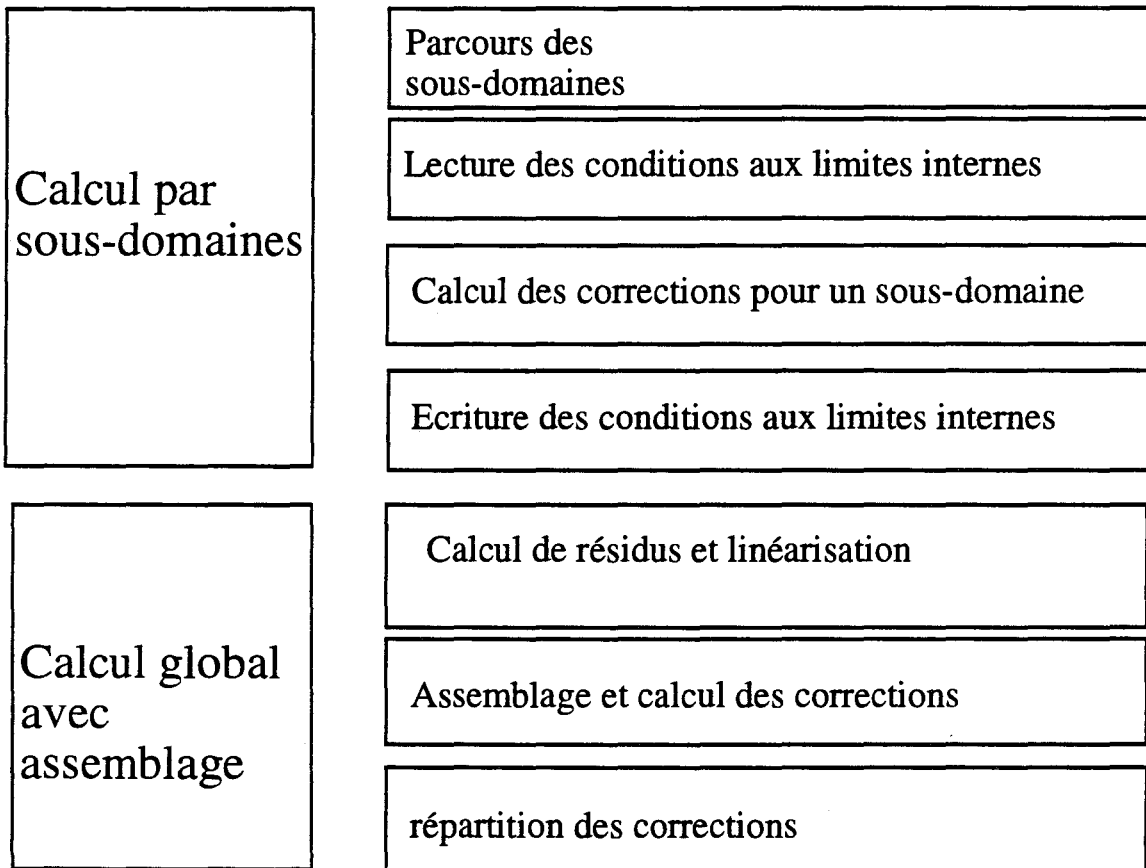 Calcul par
sous-domaines
Parcours des
sous-domaines
Lecture des conditions aux limites internes
Calcul des corrections pour un sous-domaine
Ecriture des conditions aux limites internes
Calcul global
avec
assemblage
Calcul de résidus et linéarisation
Assemblage et calcul des corrections
répartition des corrections